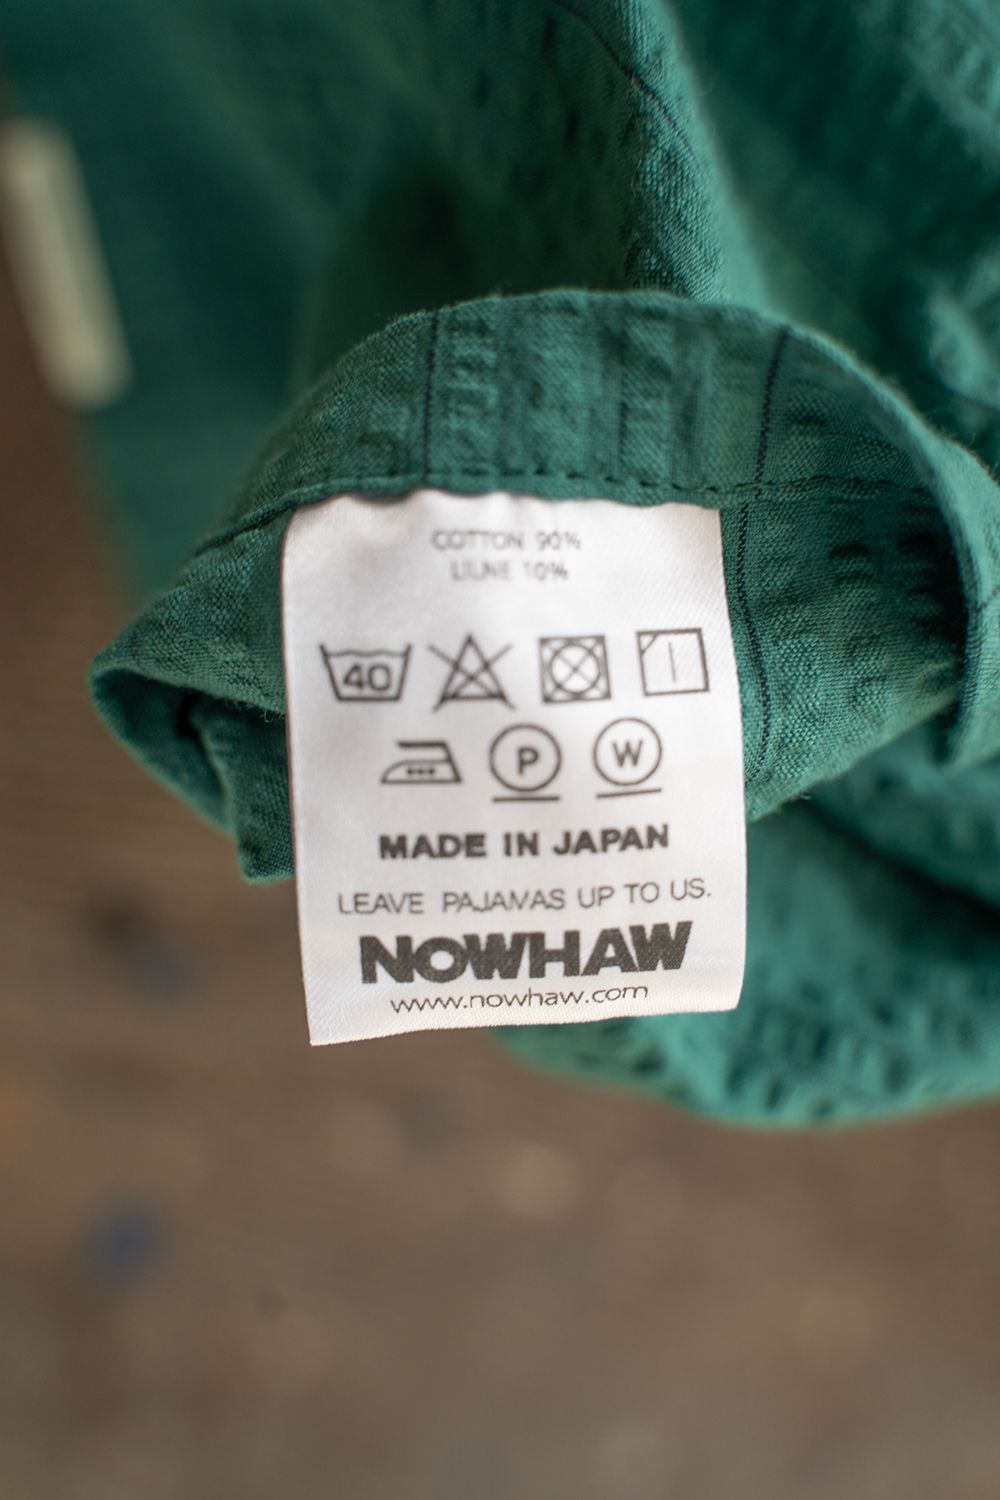 COTTON 90%
LILNE 10%
40
P
W
MADE IN JAPAN
LEAVE PAJAMAS UP TO US.
NOWHAW
www.nowhaw.com